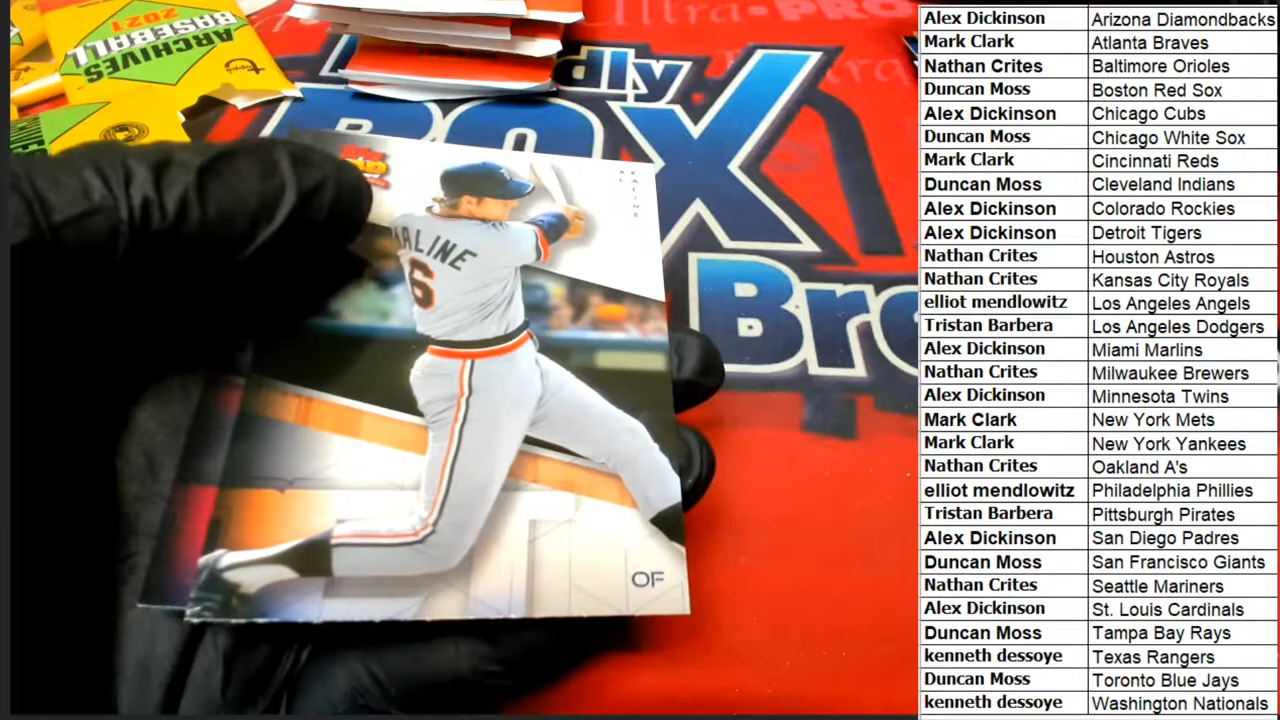 ARCHIVES
BASEBALL
2021
Topps
Ultra•PRO
dly
BOX
Bre
AL
KALINE
KALINE
6
OF
Alex Dickinson Arizona Diamondbacks
Mark Clark Atlanta Braves
Nathan Crites Baltimore Orioles
Duncan Moss Boston Red Sox
Alex Dickinson Chicago Cubs
Duncan Moss Chicago White Sox
Mark Clark Cincinnati Reds
Duncan Moss Cleveland Indians
Alex Dickinson Colorado Rockies
Alex Dickinson Detroit Tigers
Nathan Crites Houston Astros
Nathan Crites Kansas City Royals
elliot mendlowitz Los Angeles Angels
Tristan Barbera Los Angeles Dodgers
Alex Dickinson Miami Marlins
Nathan Crites Milwaukee Brewers
Alex Dickinson Minnesota Twins
Mark Clark New York Mets
Mark Clark New York Yankees
Nathan Crites Oakland A's
elliot mendlowitz Philadelphia Phillies
Tristan Barbera Pittsburgh Pirates
Alex Dickinson San Diego Padres
Duncan Moss San Francisco Giants
Nathan Crites Seattle Mariners
Alex Dickinson St. Louis Cardinals
Duncan Moss Tampa Bay Rays
kenneth dessoye Texas Rangers
Duncan Moss Toronto Blue Jays
kenneth dessoye Washington Nationals